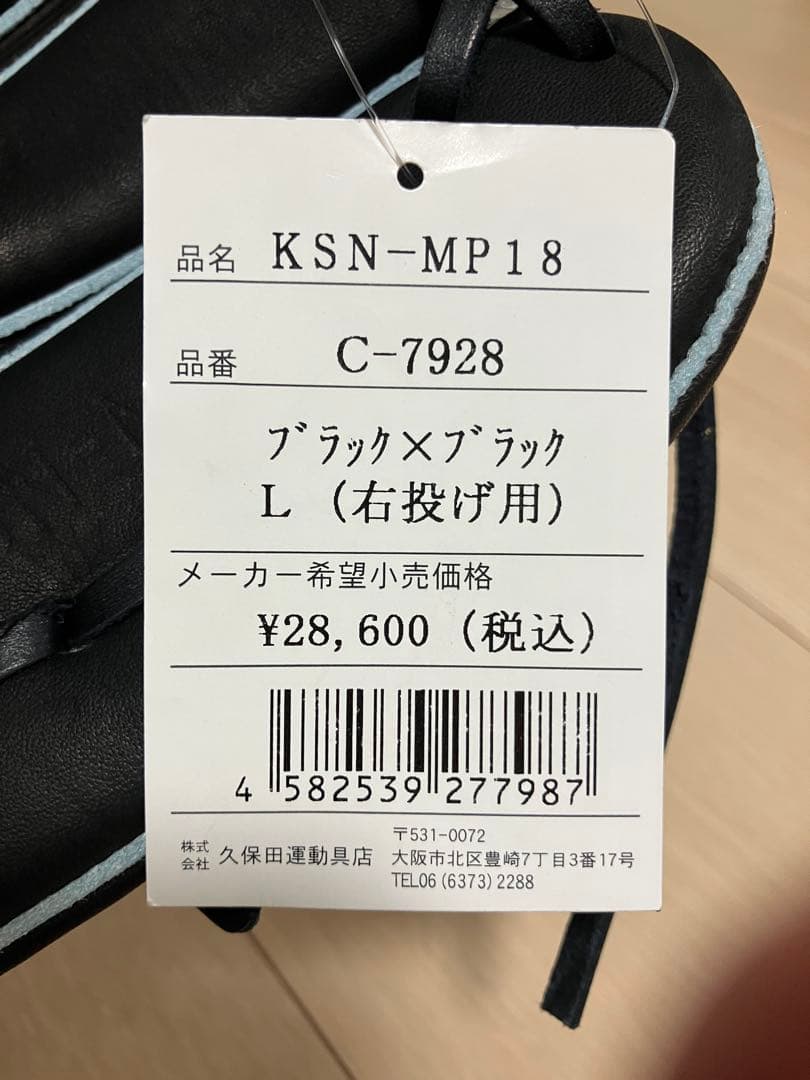 品名 KSN-MP18
品番 C-7928
ﾌﾞﾗｯｸ×ﾌﾞﾗｯｸ
L (右投げ用)
メーカー希望小売価格
¥28,600 (税込)
4 582539 277987
株式会社 久保田運動具店
〒531-0072
大阪市北区豊崎7丁目3番17号
TEL06(6373)2288